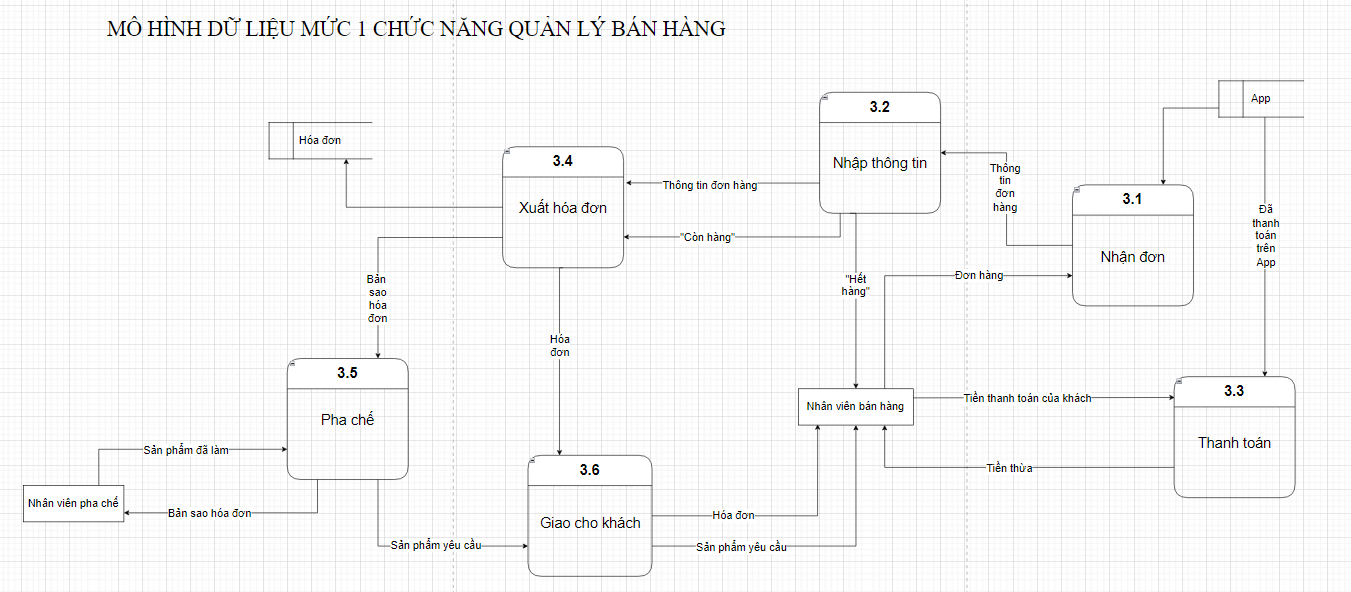 MÔ HÌNH DỮ LIỆU MỨC 1 CHỨC NĂNG QUẢN LÝ BÁN HÀNG
App
3.2
Nhập thông tin
Hóa đơn
3.4
Xuất hóa đơn
Thông tin đơn hàng
Thông
tin
đơn
hàng
3.1
Nhận đơn
Đã
thanh
toán
trên
App
"Còn hàng"
"Hết
hàng"
Đơn hàng
Bản
sao
hóa
đơn
Hóa
đơn
3.5
Pha chế
Nhân viên bán hàng
Tiền thanh toán của khách
3.3
Thanh toán
Tiền thừa
Sản phẩm đã làm
Nhân viên pha chế
Bản sao hóa đơn
3.6
Giao cho khách
Hóa đơn
Sản phẩm yêu cầu
Sản phẩm yêu cầu